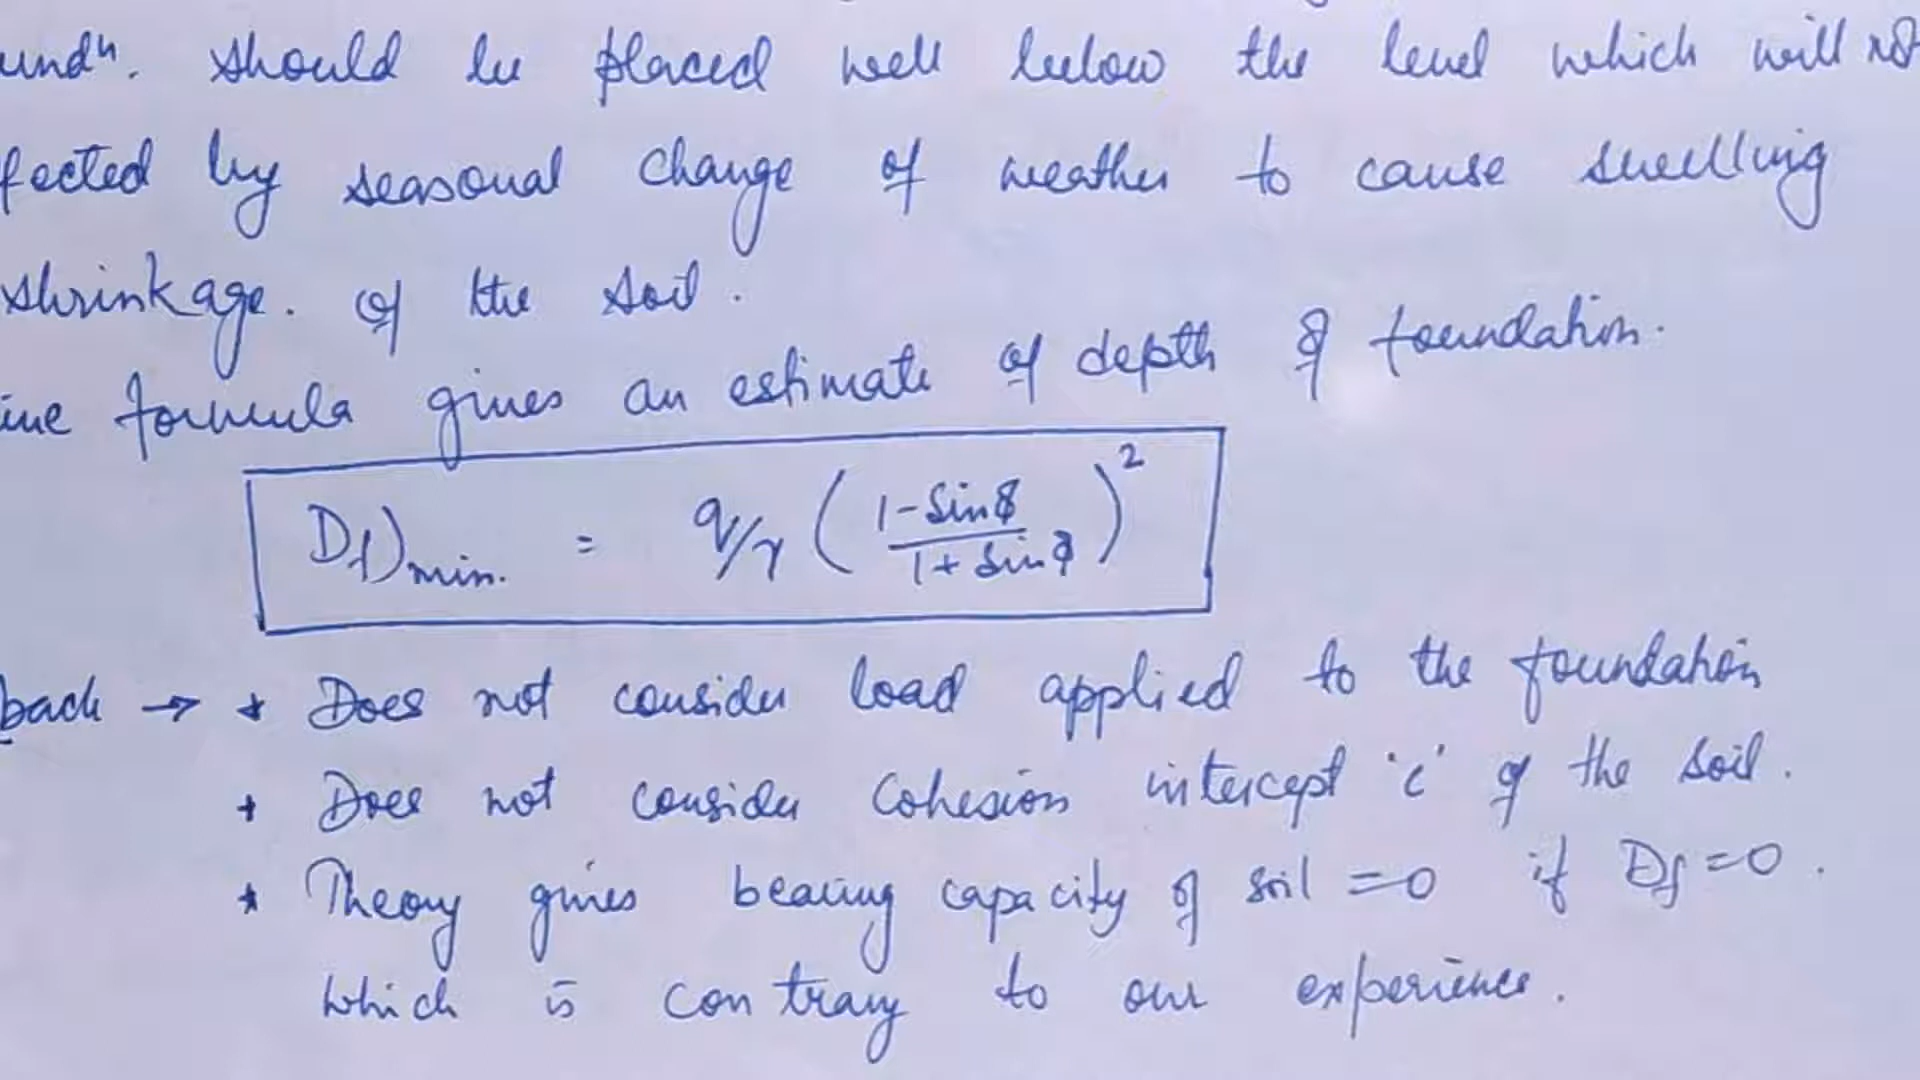 undn. should be placed well below the level which will not
fected by seasonal change of weather to cause swelling
shrinkage. of the soil.
ine formula gives an estimate of depth of foundation.
Df)min. = q/γ ( (1 - Sinφ) / (1 + Sinφ) )²
back → * Does not consider load applied to the foundation
* Does not consider Cohesion intercept 'c' of the soil.
* Theory gives bearing capacity of soil = 0 if Df = 0.
which is contrary to our experience.